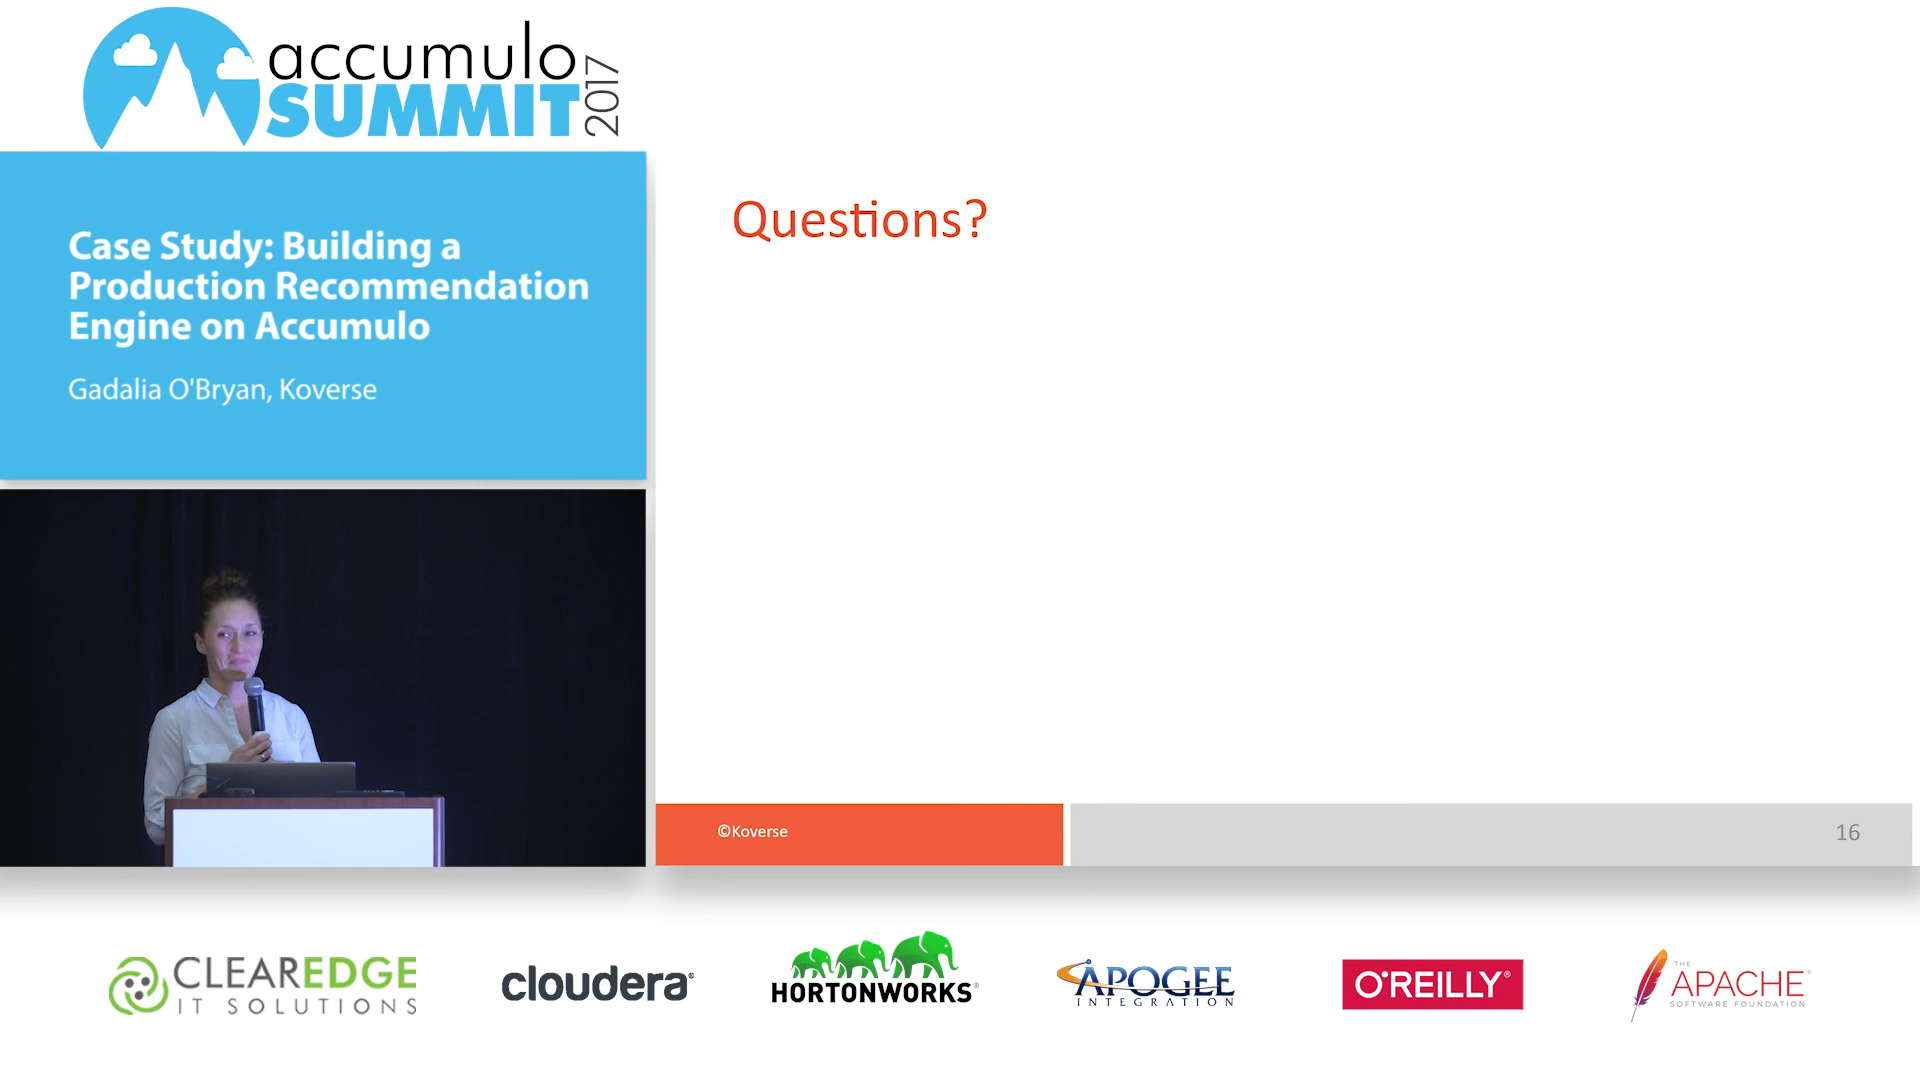 accumulo
SUMMIT
2017
Case Study: Building a
Production Recommendation
Engine on Accumulo
Gadalia O'Bryan, Koverse
Questions?
©Koverse
16
CLEAREDGE
IT SOLUTIONS
cloudera®
HORTONWORKS®
APOGEE
INTEGRATION
O'REILLY®
THE
APACHE®
SOFTWARE FOUNDATION